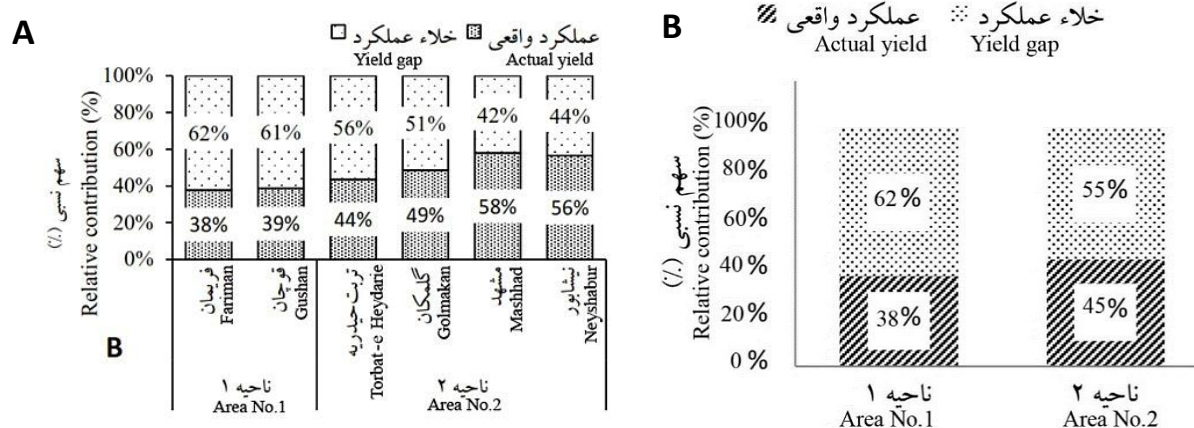 A
خلاء عملکرد عملکرد واقعی
Yield gap Actual yield
سهم نسبی (٪)
Relative contribution (%)
100%
80%
60%
40%
20%
0%
62% 61% 56% 51% 42% 44%
38% 39% 44% 49% 58% 56%
فریمان
Fariman
قوچان
Gushan
تربت حیدریه
Torbat-e Heydarie
گلمکان
Golmakan
مشهد
Mashhad
نیشابور
Neyshabur
B
ناحیه ۱
Area No.1
ناحیه ۲
Area No.2
B
عملکرد واقعی خلاء عملکرد
Actual yield Yield gap
سهم نسبی (٪)
Relative contribution (%)
100%
80%
60%
40%
20%
0%
62% 55%
38% 45%
ناحیه ۱
Area No.1
ناحیه ۲
Area No.2